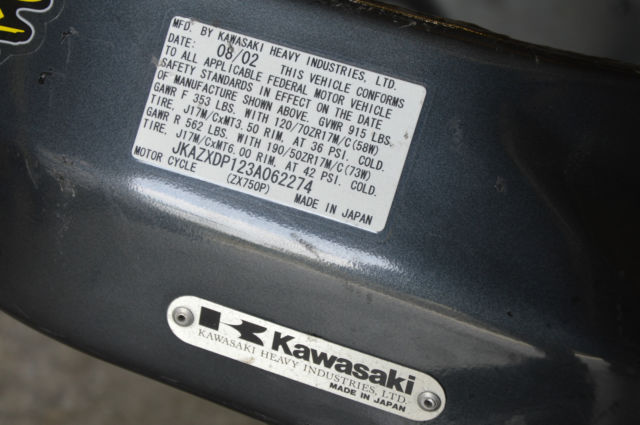 MFD. BY KAWASAKI HEAVY INDUSTRIES, LTD.
DATE: 08/02 THIS VEHICLE CONFORMS
TO ALL APPLICABLE FEDERAL MOTOR VEHICLE
SAFETY STANDARDS IN EFFECT ON THE DATE
OF MANUFACTURE SHOWN ABOVE. GVWR 915 LBS.
GAWR F 353 LBS. WITH 120/70ZR17M/C(58W)
TIRE, J17M/CxMT3.50 RIM. AT 36 PSI. COLD.
GAWR R 562 LBS. WITH 190/50ZR17M/C(73W)
TIRE, J17M/CxMT6.00 RIM. AT 42 PSI. COLD.
JKAZXDP123A062274
MOTOR CYCLE (ZX750P) MADE IN JAPAN
Kawasaki
KAWASAKI HEAVY INDUSTRIES, LTD.
MADE IN JAPAN